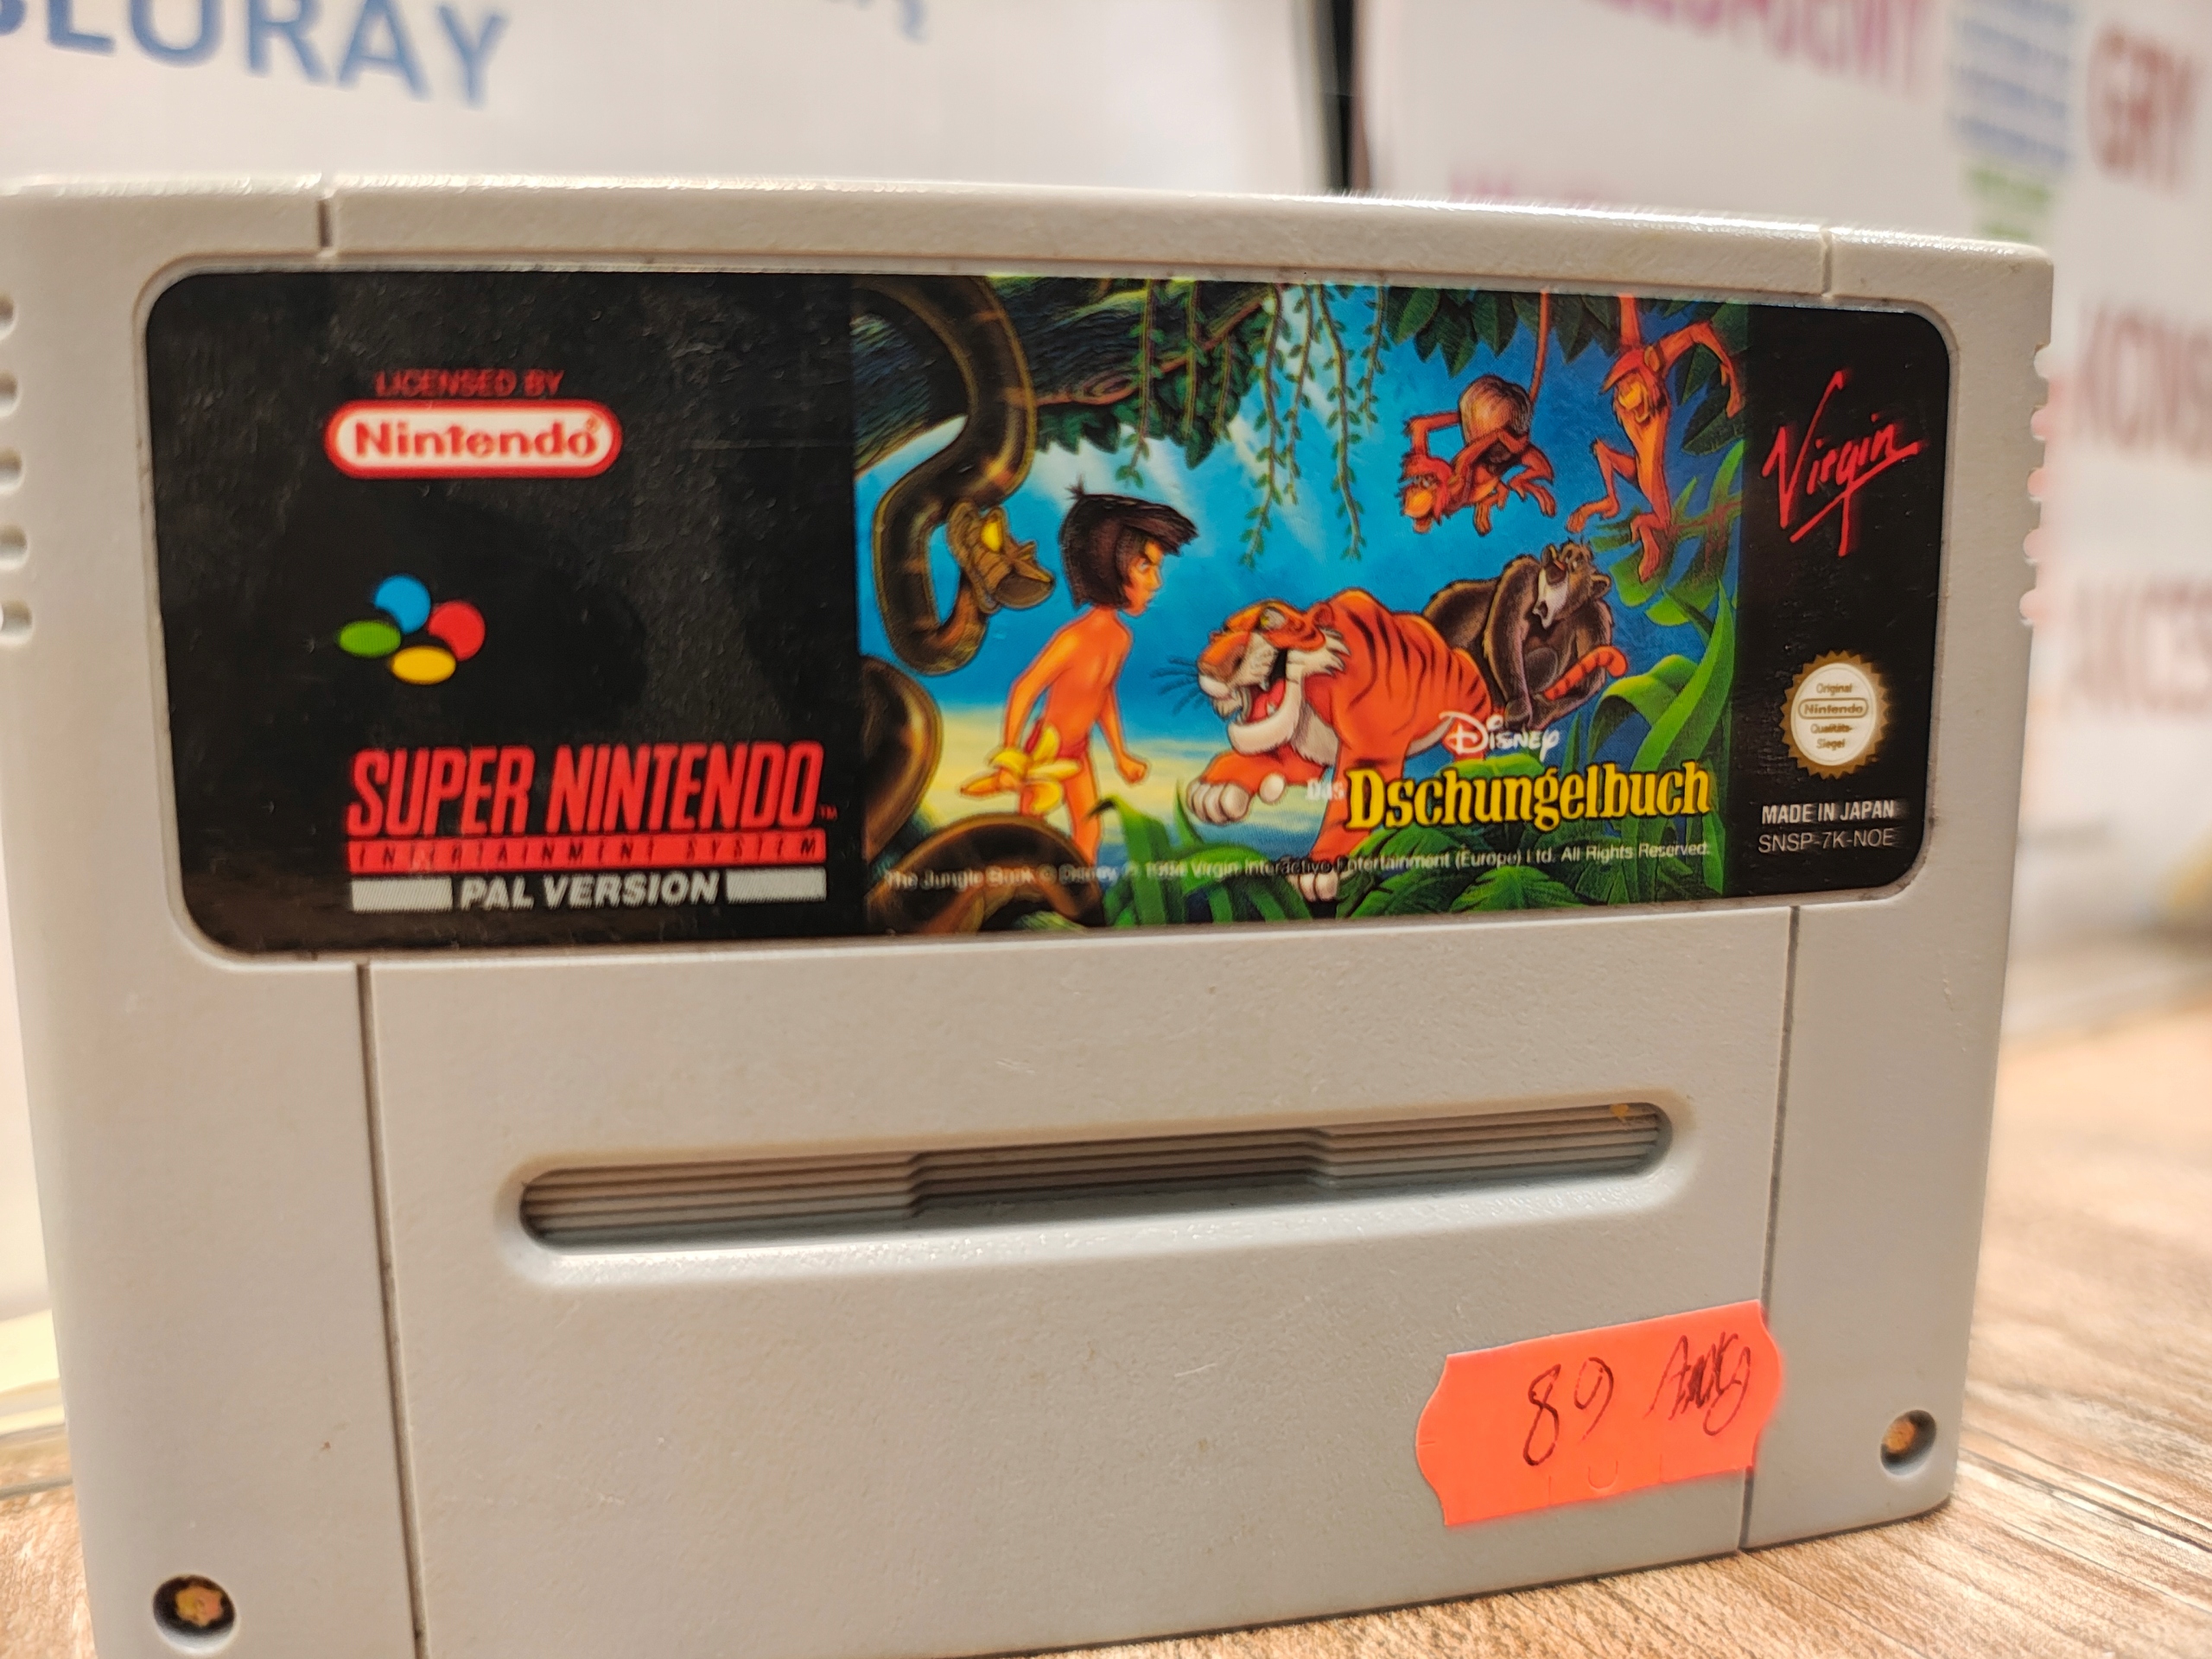 BLURAY
GRY
LICENSED BY
Nintendo®
Virgin
SUPER NINTENDO™
ENTERTAINMENT SYSTEM
PAL VERSION
DISNEY
Das Dschungelbuch
The Jungle Book © Disney, © 1994 Virgin Interactive Entertainment (Europe) Ltd. All Rights Reserved.
Original
Nintendo
Qualitäts-
Siegel
MADE IN JAPAN
SNSP-7K-NOE
89